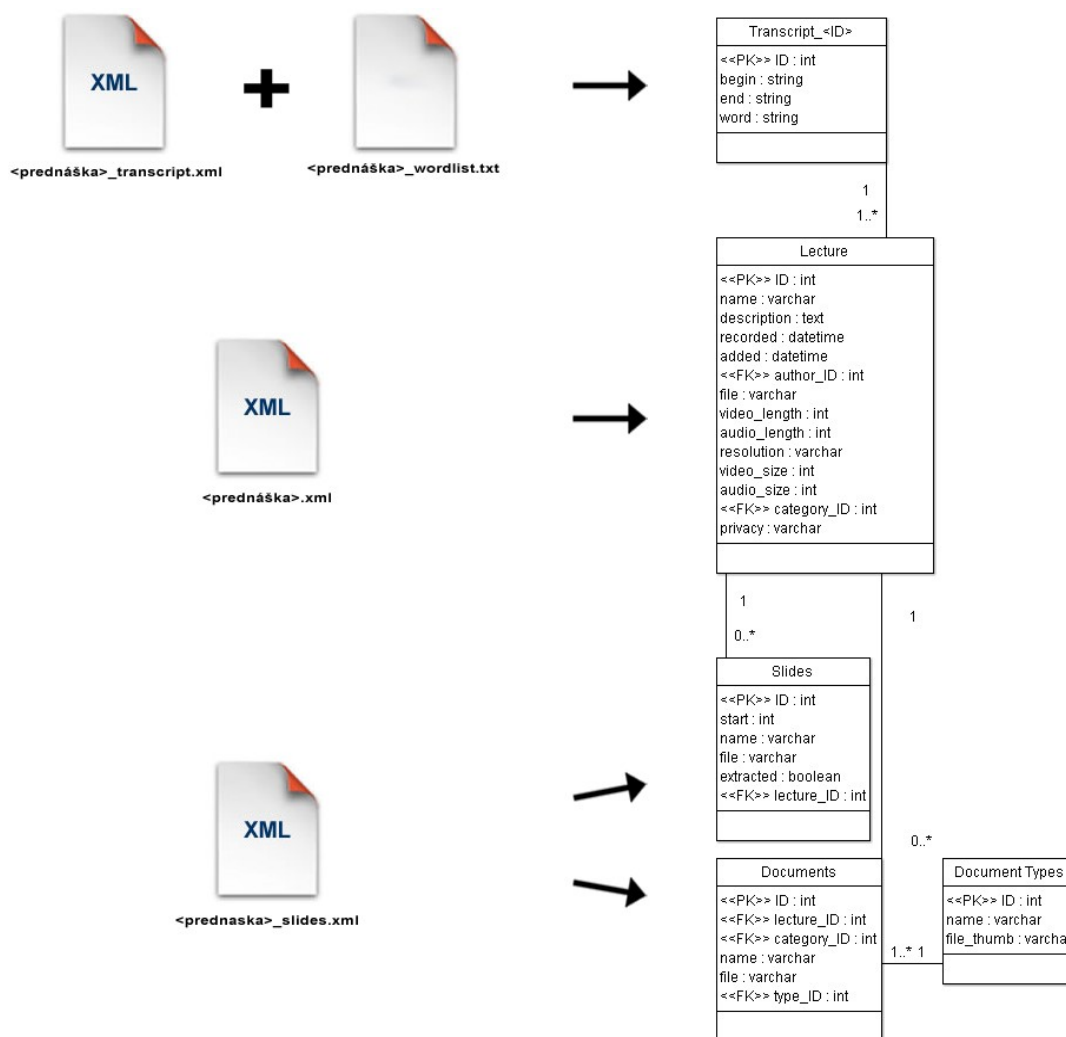 XML
<prednáška>_transcript.xml
<prednáška>_wordlist.txt
Transcript_<ID>
<<PK>> ID : int
begin : string
end : string
word : string
1
1..*
XML
<prednáška>.xml
Lecture
<<PK>> ID : int
name : varchar
description : text
recorded : datetime
added : datetime
<<FK>> author_ID : int
file : varchar
video_length : int
audio_length : int
resolution : varchar
video_size : int
audio_size : int
<<FK>> category_ID : int
privacy : varchar
1
0..*
1
XML
<prednaska>_slides.xml
Slides
<<PK>> ID : int
start : int
name : varchar
file : varchar
extracted : boolean
<<FK>> lecture_ID : int
0..*
Documents
<<PK>> ID : int
<<FK>> lecture_ID : int
<<FK>> category_ID : int
name : varchar
file : varchar
<<FK>> type_ID : int
1..* 1
Document Types
<<PK>> ID : int
name : varchar
file_thumb : varcha